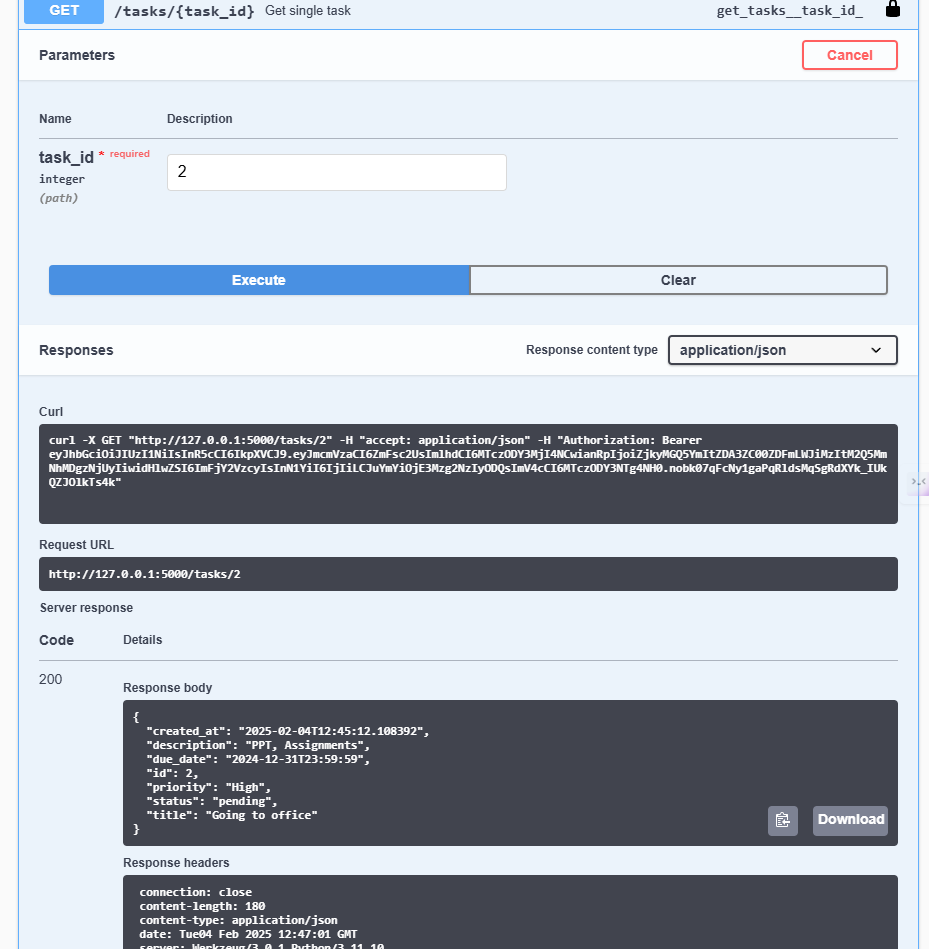 GET /tasks/{task_id} Get single task get_tasks__task_id_
Parameters Cancel
Name Description
task_id * required
integer
(path)
2
Execute Clear
Responses Response content type application/json
Curl
curl -X GET "http://127.0.0.1:5000/tasks/2" -H "accept: application/json" -H "Authorization: Bearer
Request URL
http://127.0.0.1:5000/tasks/2
Server response
Code Details
200
Response body
{
"created_at": "2025-02-04T12:45:12.108392",
"description": "PPT, Assignments",
"due_date": "2024-12-31T23:59:59",
"id": 2,
"priority": "High",
"status": "pending",
"title": "Going to office"
}
Download
Response headers
connection: close
content-length: 180
content-type: application/json
date: Tue04 Feb 2025 12:47:01 GMT
server: Werkzeug/3.0.1 Python/3.11.10